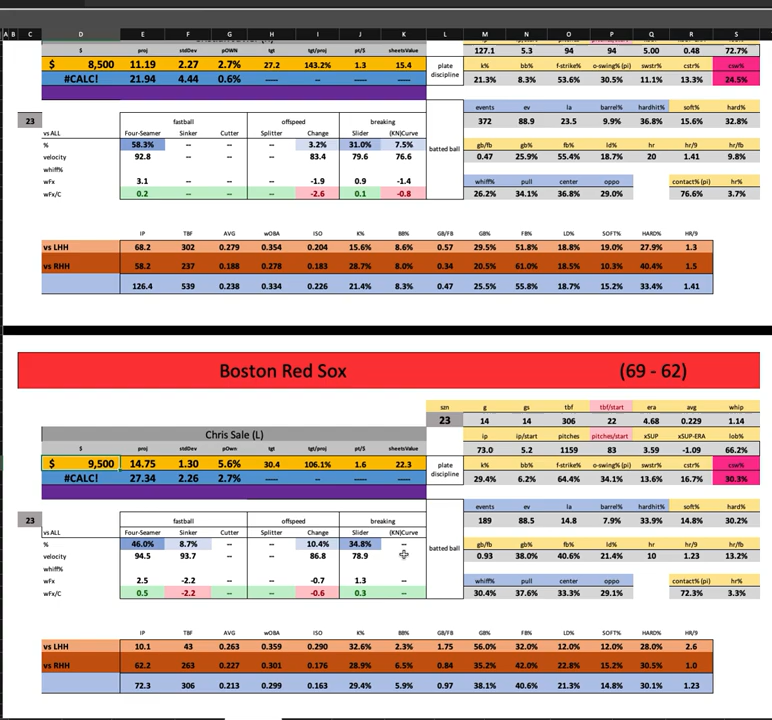 A B C D E F G H I J K L M N O P Q R S
$ proj stdDev pOWN tgt tgt/proj pt/$ sheetsValue 127.1 5.3 94 94 5.00 0.48 72.7%
$ 8,500 11.19 2.27 2.7% 27.2 143.2% 1.3 15.4 plate discipline k% bb% f-strike% o-swing% (pi) swstr% cstr% csw%
#CALC! 21.94 4.44 0.6% ---- ---- ---- ---- 21.3% 8.3% 53.6% 30.5% 11.1% 13.3% 24.5%
events ev la barrel% hardhit% soft% hard%
23 fastball offspeed breaking 372 88.9 23.5 9.9% 36.8% 15.6% 32.8%
vs ALL Four-Seamer Sinker Cutter Splitter Change Slider (KN)Curve
% 58.3% -- -- -- 3.2% 31.0% 7.5% batted ball gb/fb gb% fb% ld% hr hr/9 hr/fb
velocity 92.8 -- -- -- 83.4 79.6 76.6 0.47 25.9% 55.4% 18.7% 20 1.41 9.8%
whiff%
wFx 3.1 -- -- -- -1.9 0.9 -1.4 whiff% pull center oppo contact% (pi) hr%
wFx/C 0.2 -- -- -- -2.6 0.1 -0.8 26.2% 34.1% 36.8% 29.0% 76.6% 3.7%
IP TBF AVG wOBA ISO K% BB% GB/FB GB% FB% LD% SOFT% HARD% HR/9
vs LHH 68.2 302 0.279 0.354 0.204 15.6% 8.6% 0.57 29.5% 51.8% 18.8% 19.0% 27.9% 1.3
vs RHH 58.2 237 0.188 0.278 0.183 28.7% 8.0% 0.34 20.5% 61.0% 18.5% 10.3% 40.4% 1.5
126.4 539 0.238 0.334 0.226 21.4% 8.3% 0.47 25.5% 55.8% 18.7% 15.2% 33.4% 1.41
Boston Red Sox (69 - 62)
szn g gs tbf tbf/start era avg whip
23 14 14 306 22 4.68 0.229 1.14
Chris Sale (L) ip ip/start pitches pitches/start xSUP xSUP-ERA lob%
$ proj stdDev pOwn tgt tgt/proj pt/$ sheetsValue 73.0 5.2 1159 83 3.59 -1.09 66.2%
$ 9,500 14.75 1.30 5.6% 30.4 106.1% 1.6 22.3 plate discipline k% bb% f-strike% o-swing% (pi) swstr% cstr% csw%
#CALC! 27.34 2.26 2.7% ---- ---- ---- ---- 29.4% 6.2% 64.4% 34.1% 13.6% 16.7% 30.3%
events ev la barrel% hardhit% soft% hard%
23 fastball offspeed breaking 189 88.5 14.8 7.9% 33.9% 14.8% 30.2%
vs ALL Four-Seamer Sinker Cutter Splitter Change Slider (KN)Curve
% 46.0% 8.7% -- -- 10.4% 34.8% -- batted ball gb/fb gb% fb% ld% hr hr/9 hr/fb
velocity 94.5 93.7 -- -- 86.8 78.9 -- 0.93 38.0% 40.6% 21.4% 10 1.23 13.2%
whiff%
wFx 2.5 -2.2 -- -- -0.7 1.3 -- whiff% pull center oppo contact% (pi) hr%
wFx/C 0.5 -2.2 -- -- -0.6 0.3 -- 30.4% 37.6% 33.3% 29.1% 72.3% 3.3%
IP TBF AVG wOBA ISO K% BB% GB/FB GB% FB% LD% SOFT% HARD% HR/9
vs LHH 10.1 43 0.263 0.359 0.290 32.6% 2.3% 1.75 56.0% 32.0% 12.0% 12.0% 28.0% 2.6
vs RHH 62.2 263 0.227 0.301 0.176 28.9% 6.5% 0.84 35.2% 42.0% 22.8% 15.2% 30.5% 1.0
72.3 306 0.213 0.299 0.163 29.4% 5.9% 0.97 38.1% 40.6% 21.3% 14.8% 30.1% 1.23